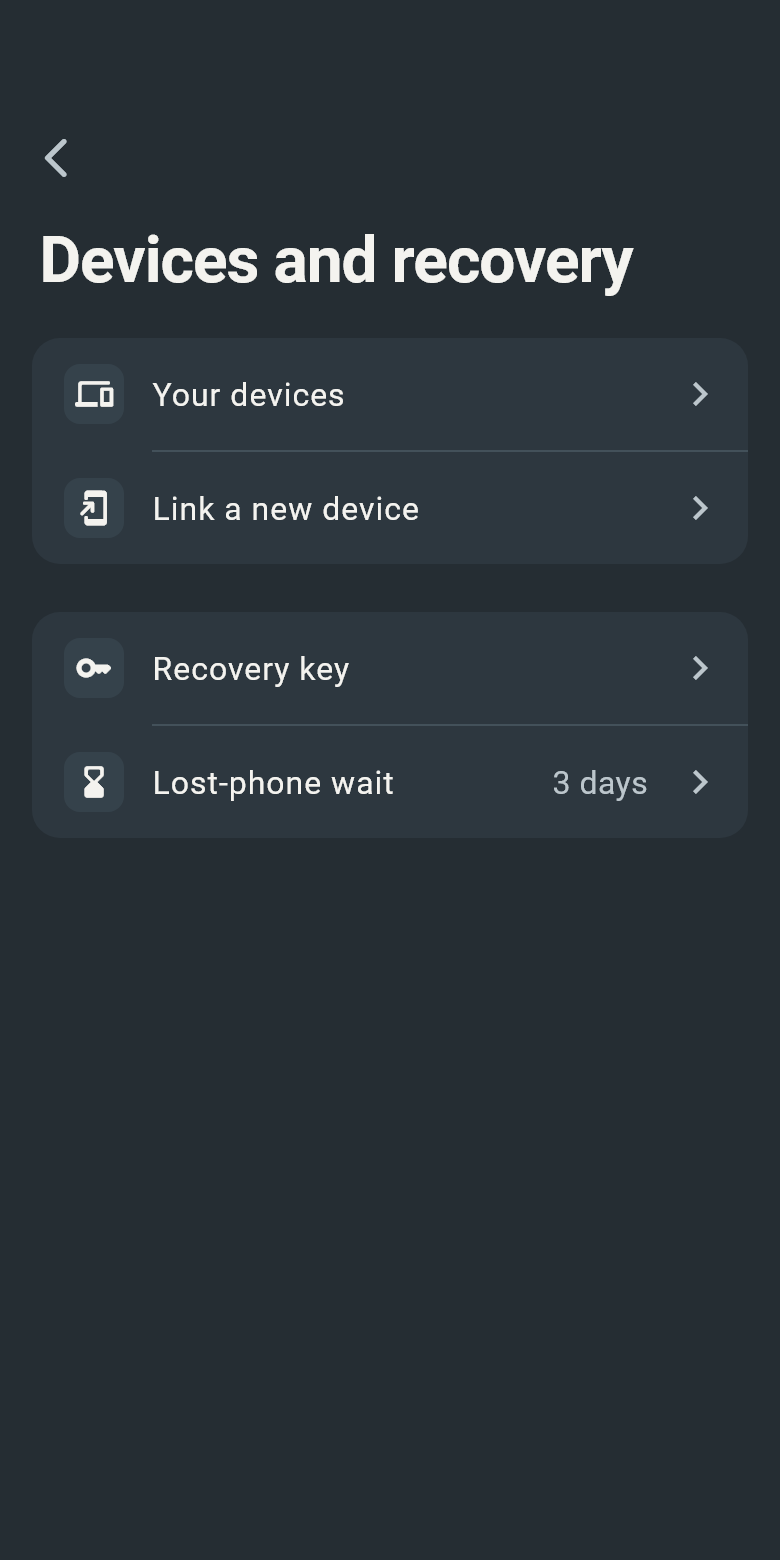 Devices and recovery
Your devices
Link a new device
Recovery key
Lost-phone wait 3 days